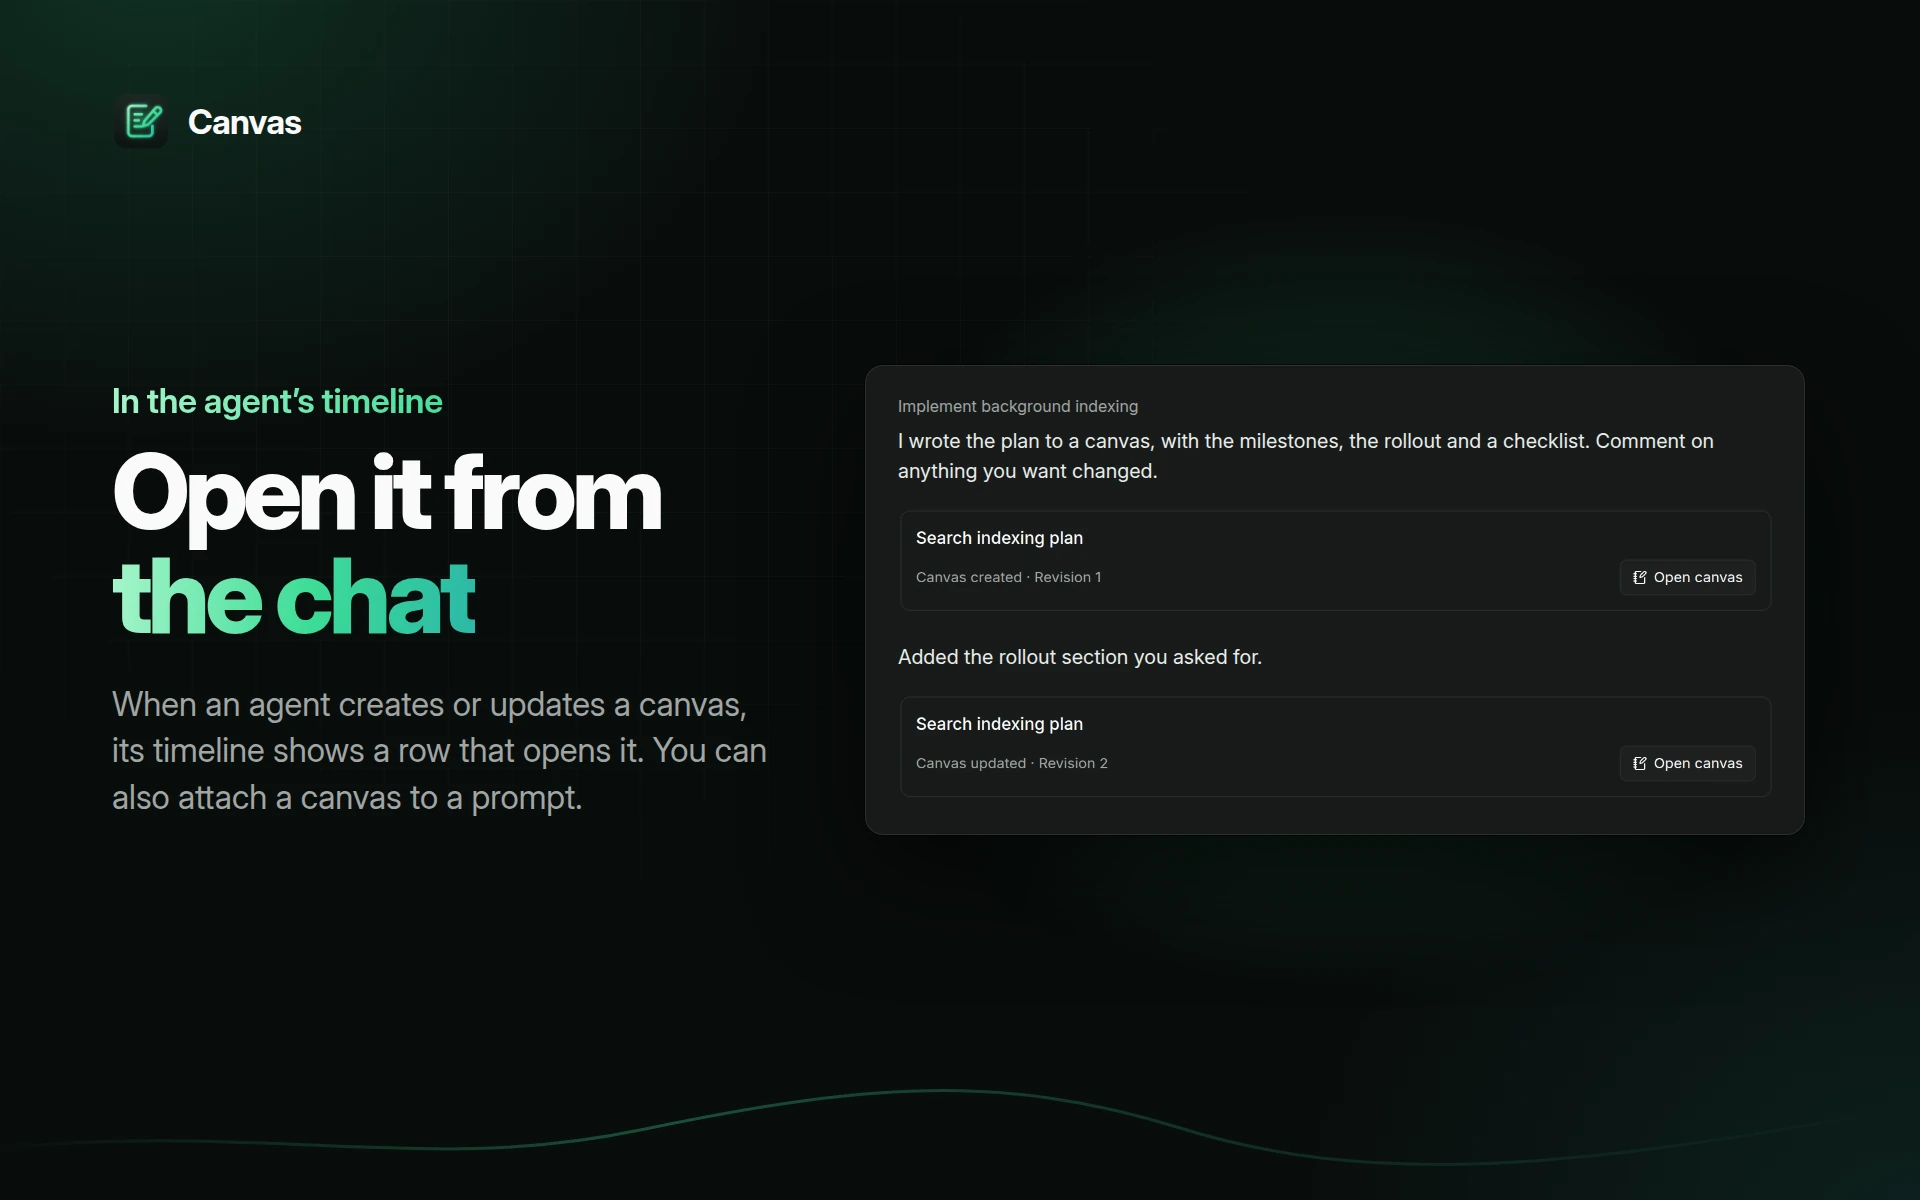 Canvas
In the agent’s timeline
Open it from
the chat
When an agent creates or updates a canvas,
its timeline shows a row that opens it. You can
also attach a canvas to a prompt.
Implement background indexing
I wrote the plan to a canvas, with the milestones, the rollout and a checklist. Comment on
anything you want changed.
Search indexing plan
Canvas created · Revision 1
Open canvas
Added the rollout section you asked for.
Search indexing plan
Canvas updated · Revision 2
Open canvas